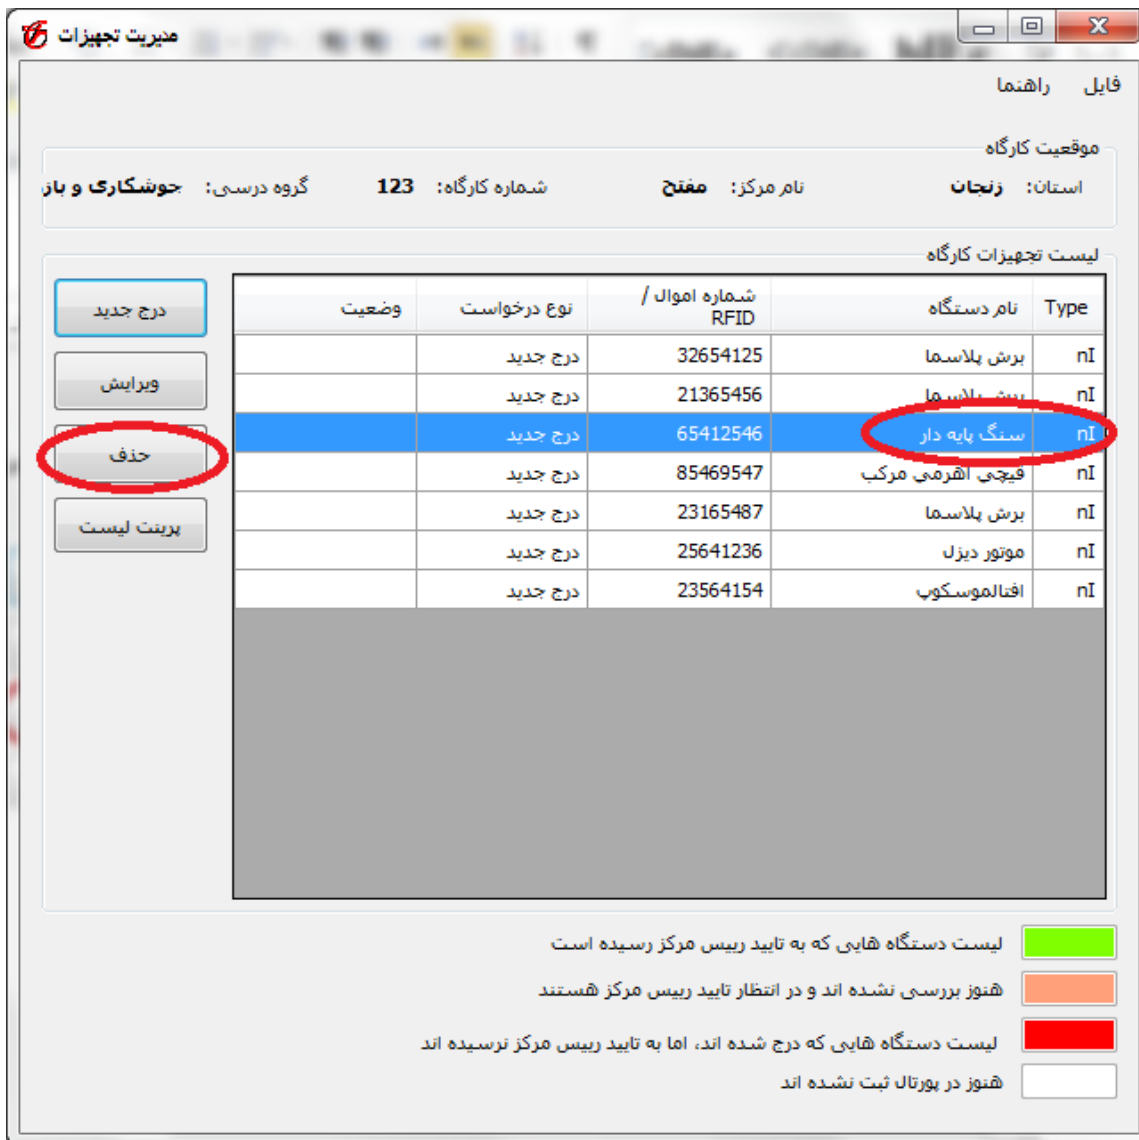 مدیریت تجهیزات
فایل راهنما
موقعیت کارگاه
استان: زنجان نام مرکز: مفتح شماره کارگاه: 123 گروه درسی: جوشکاری و باز
لیست تجهیزات کارگاه
Type نام دستگاه شماره اموال / RFID نوع درخواست وضعیت
nI برش پلاسما 32654125 درج جدید
nI برش پلاسما 21365456 درج جدید
nI سنگ پایه دار 65412546 درج جدید
nI قیچی اهرمی مرکب 85469547 درج جدید
nI برش پلاسما 23165487 درج جدید
nI موتور دیزل 25641236 درج جدید
nI افتالموسکوپ 23564154 درج جدید
درج جدید
ویرایش
حذف
پرینت لیست
لیست دستگاه هایی که به تایید رییس مرکز رسیده است
هنوز بررسی نشده اند و در انتظار تایید رییس مرکز هستند
لیست دستگاه هایی که درج شده اند، اما به تایید رییس مرکز نرسیده اند
هنوز در پورتال ثبت نشده اند